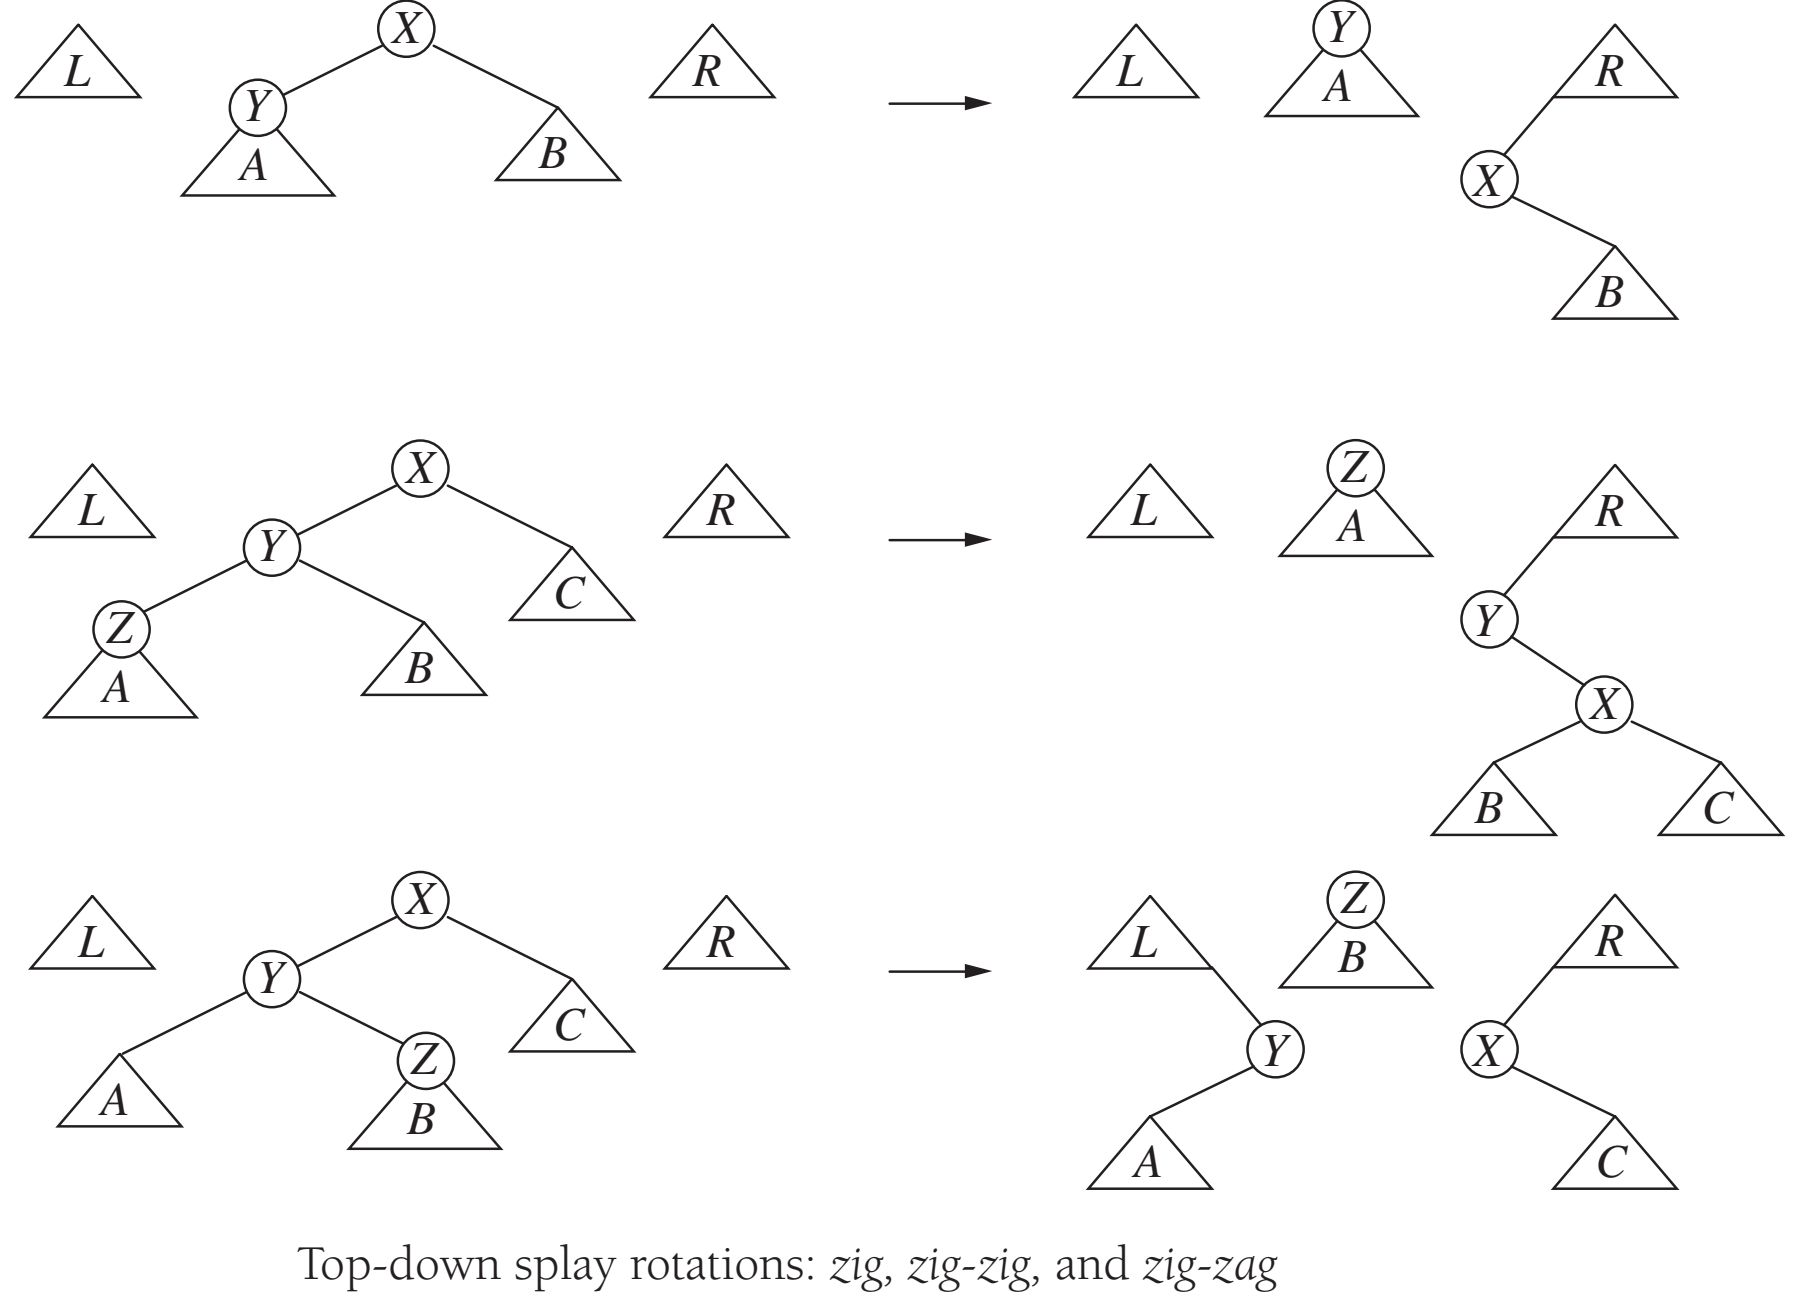 L X R L Y R
Y A
A B X
B
X Z
L R L R
Y A
Z C Y
A B X
B C
X Z
L R L R
Y B
C
Z Y X
A B
A C
Top-down splay rotations: zig, zig-zig, and zig-zag